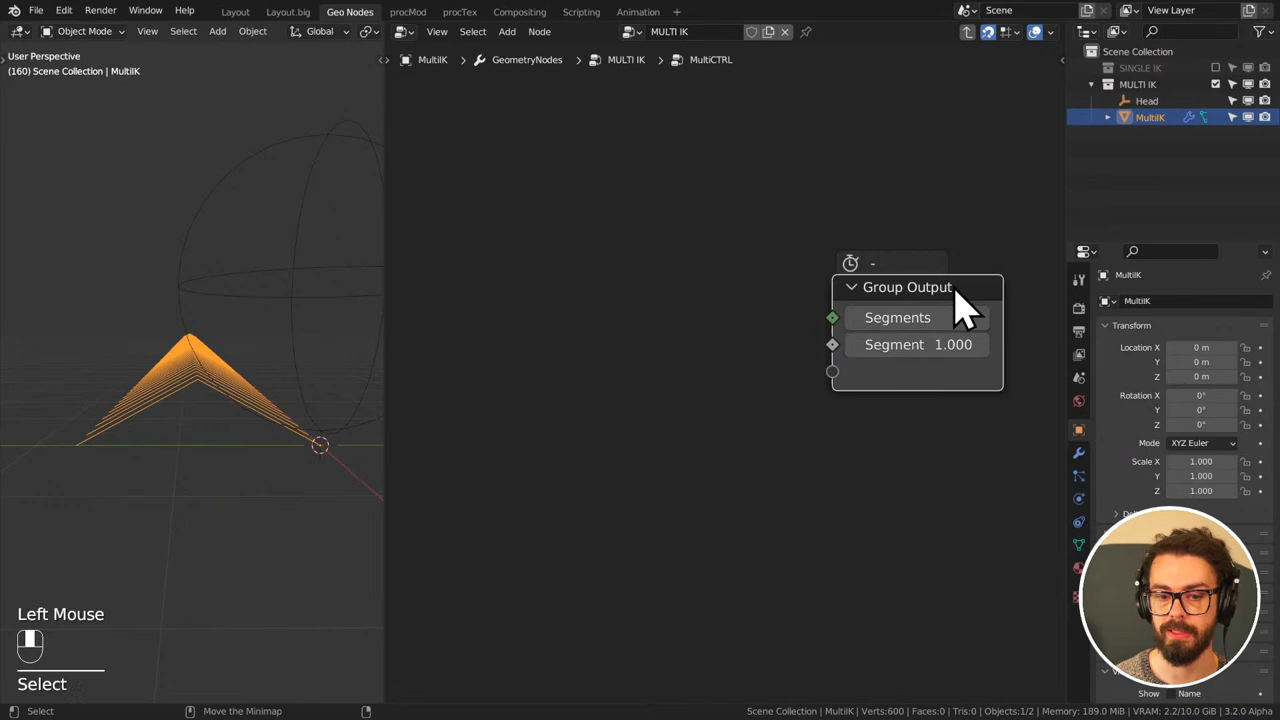 File Edit Render Window Help Layout Layout.big Geo Nodes procMod procTex Compositing Scripting Animation + Scene View Layer
Object Mode View Select Add Object Global View Select Add Node MULTI IK
User Perspective
(160) Scene Collection | MultiIK
MultiIK > GeometryNodes > MULTI IK > MultiCTRL
Scene Collection
SINGLE IK
MULTI IK
Head
MultiIK
-
Group Output
Segments
Segment 1.000
MultiIK
MultiIK
Transform
Location X 0 m
Y 0 m
Z 0 m
Rotation X 0°
Y 0°
Z 0°
Mode XYZ Euler
Scale X 1.000
Y 1.000
Z 1.000
Left Mouse
Select
Show Name
Select Move the Minimap Scene Collection | MultiIK | Verts:600 | Faces:0 | Tris:0 | Objects:1/2 | Memory: 189.0 MiB | VRAM: 2.2/10.0 GiB | 3.2.0 Alpha